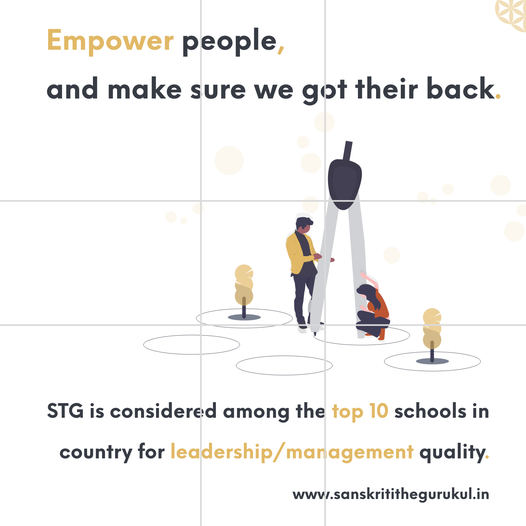 Empower people,
and make sure we got their back.
STG is considered among the top 10 schools in
country for leadership/management quality.
www.sanskritithegurukul.in